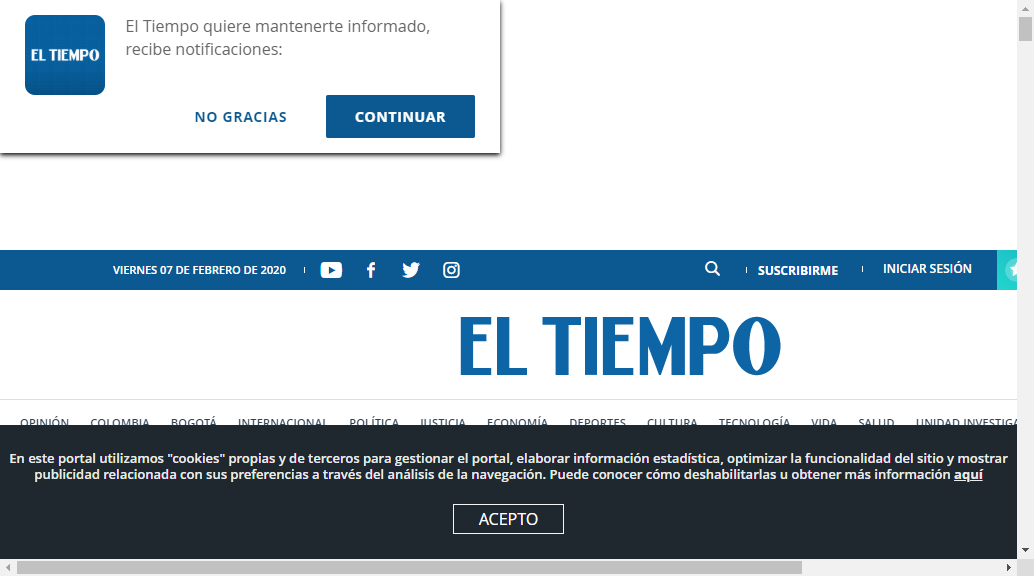 El Tiempo quiere mantenerte informado,
recibe notificaciones:
EL TIEMPO
NO GRACIAS
CONTINUAR
VIERNES 07 DE FEBRERO DE 2020
SUSCRIBIRME
INICIAR SESIÓN
EL TIEMPO
OPINIÓN COLOMBIA BOGOTÁ INTERNACIONAL POLÍTICA JUSTICIA ECONOMÍA DEPORTES CULTURA TECNOLOGÍA VIDA SALUD UNIDAD INVESTIGA
En este portal utilizamos "cookies" propias y de terceros para gestionar el portal, elaborar información estadística, optimizar la funcionalidad del sitio y mostrar
publicidad relacionada con sus preferencias a través del análisis de la navegación. Puede conocer cómo deshabilitarlas u obtener más información aquí
ACEPTO